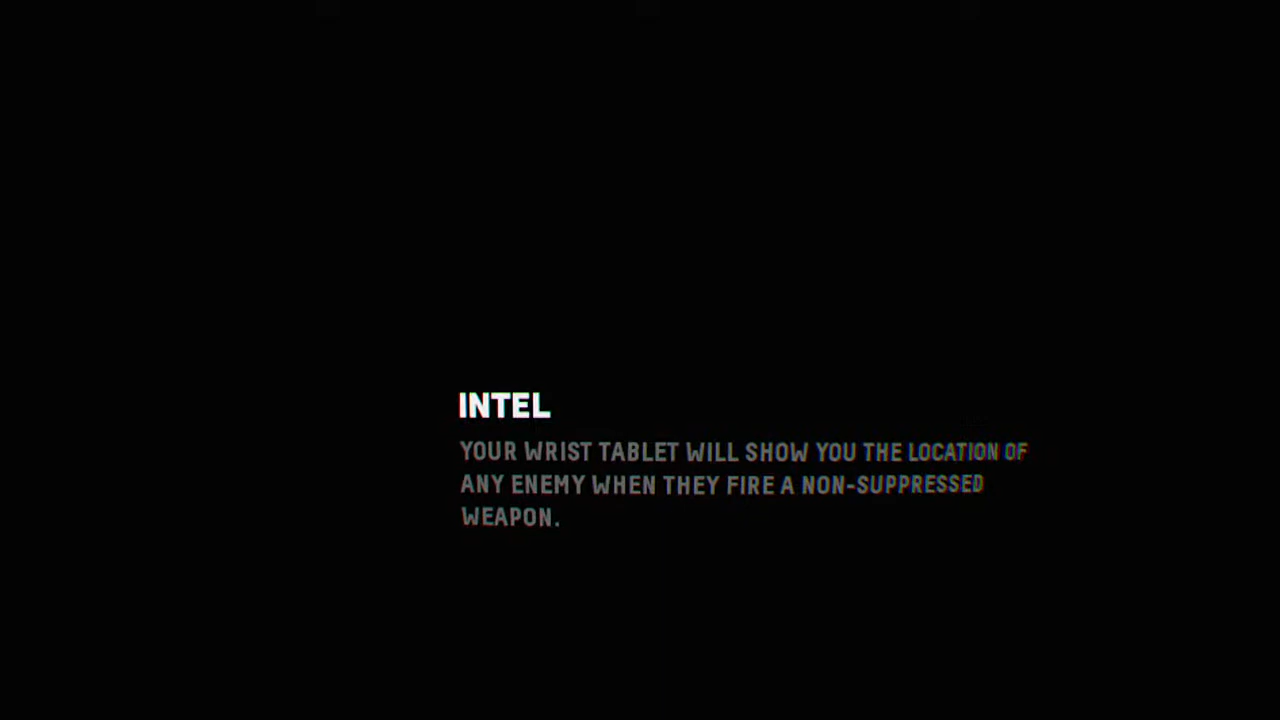 INTEL
YOUR WRIST TABLET WILL SHOW YOU THE LOCATION OF
ANY ENEMY WHEN THEY FIRE A NON-SUPPRESSED
WEAPON.